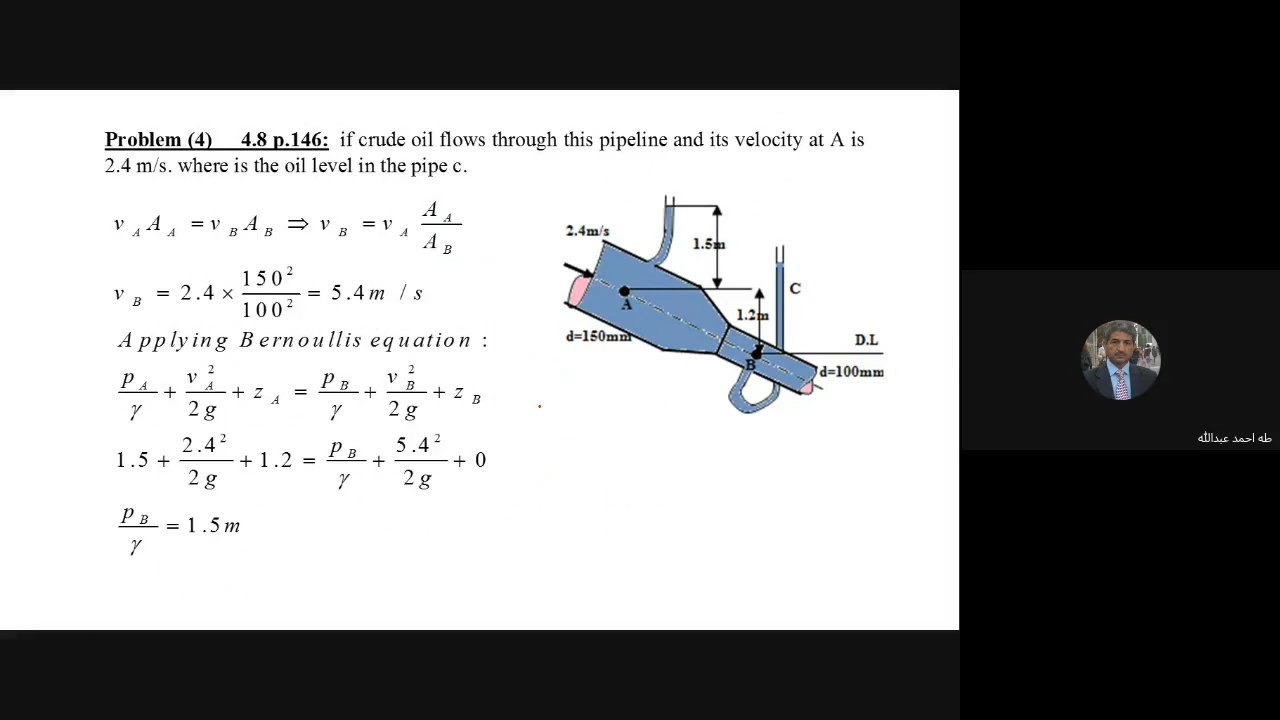 Problem (4) 4.8 p.146: if crude oil flows through this pipeline and its velocity at A is
2.4 m/s. where is the oil level in the pipe c.
v_A A_A = v_B A_B ⇒ v_B = v_A A_A / A_B
v_B = 2.4 × 150² / 100² = 5.4 m / s
Applying Bernoullis equation :
p_A / γ + v_A² / 2g + z_A = p_B / γ + v_B² / 2g + z_B
1.5 + 2.4² / 2g + 1.2 = p_B / γ + 5.4² / 2g + 0
p_B / γ = 1.5 m
2.4m/s
1.5m
A
C
1.2m
d=150mm
D.L
B
d=100mm
طه احمد عبدالله